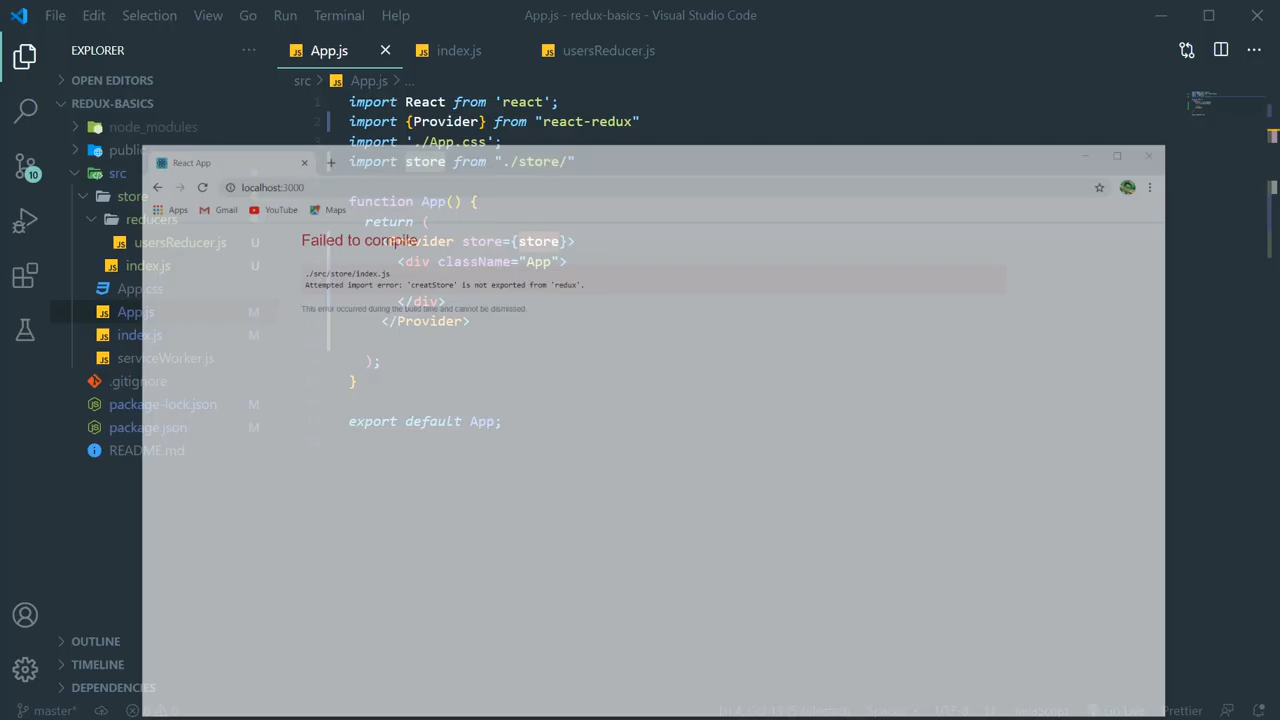 File Edit Selection View Go Run Terminal Help
App.js - redux-basics - Visual Studio Code
EXPLORER
OPEN EDITORS
REDUX-BASICS
node_modules
public
src
store
reducers
usersReducer.js U
index.js U
App.css
App.js M
index.js M
serviceWorker.js
.gitignore
package-lock.json M
package.json M
README.md
OUTLINE
TIMELINE
DEPENDENCIES
10
App.js
index.js
usersReducer.js
src > App.js > ...
1 import React from 'react';
2 import {Provider} from "react-redux"
import './App.css';
import store from "./store/"
function App() {
return (
<Provider store={store}>
<div className="App">
</div>
</Provider>
);
}
export default App;
React App
localhost:3000
Apps Gmail YouTube Maps
Failed to compile
./src/store/index.js
Attempted import error: 'creatStore' is not exported from 'redux'.
This error occurred during the build time and cannot be dismissed.
master*
Go Live
Prettier